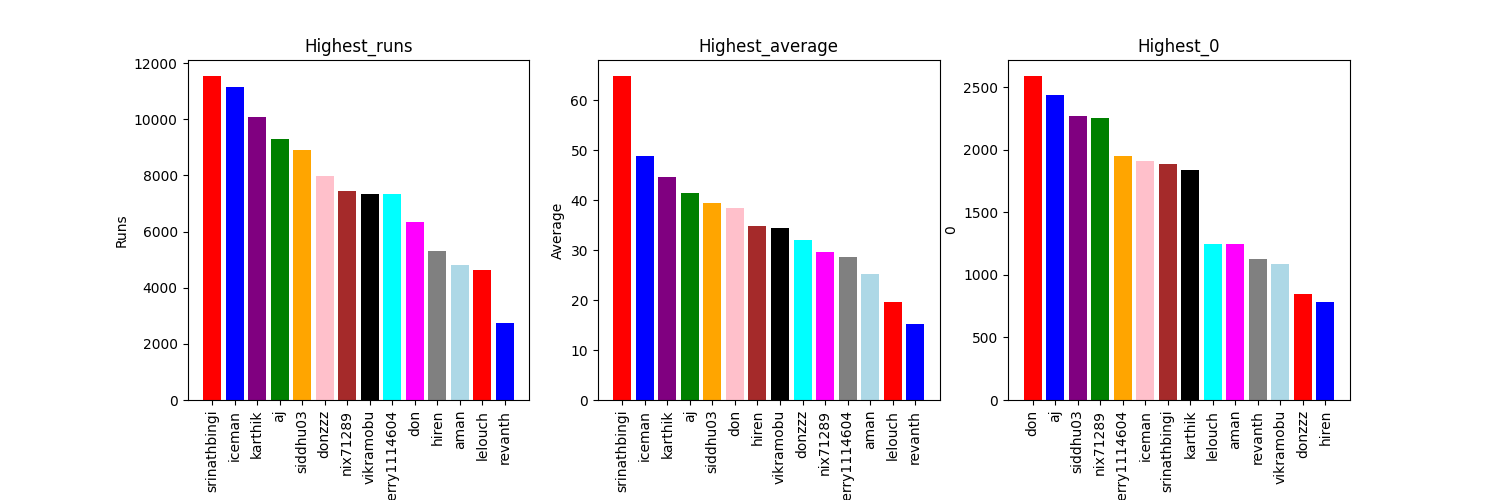 Highest_runs
Runs
12000
10000
8000
6000
4000
2000
0
srinathbingi
iceman
karthik
aj
siddhu03
donzzz
nix71289
vikramobu
erry1114604
don
hiren
aman
lelouch
revanth
Highest_average
Average
60
50
40
30
20
10
0
srinathbingi
iceman
karthik
aj
siddhu03
don
hiren
vikramobu
donzzz
nix71289
erry1114604
aman
lelouch
revanth
Highest_0
0
2500
2000
1500
1000
500
0
don
aj
siddhu03
nix71289
erry1114604
iceman
srinathbingi
karthik
lelouch
aman
revanth
vikramobu
donzzz
hiren